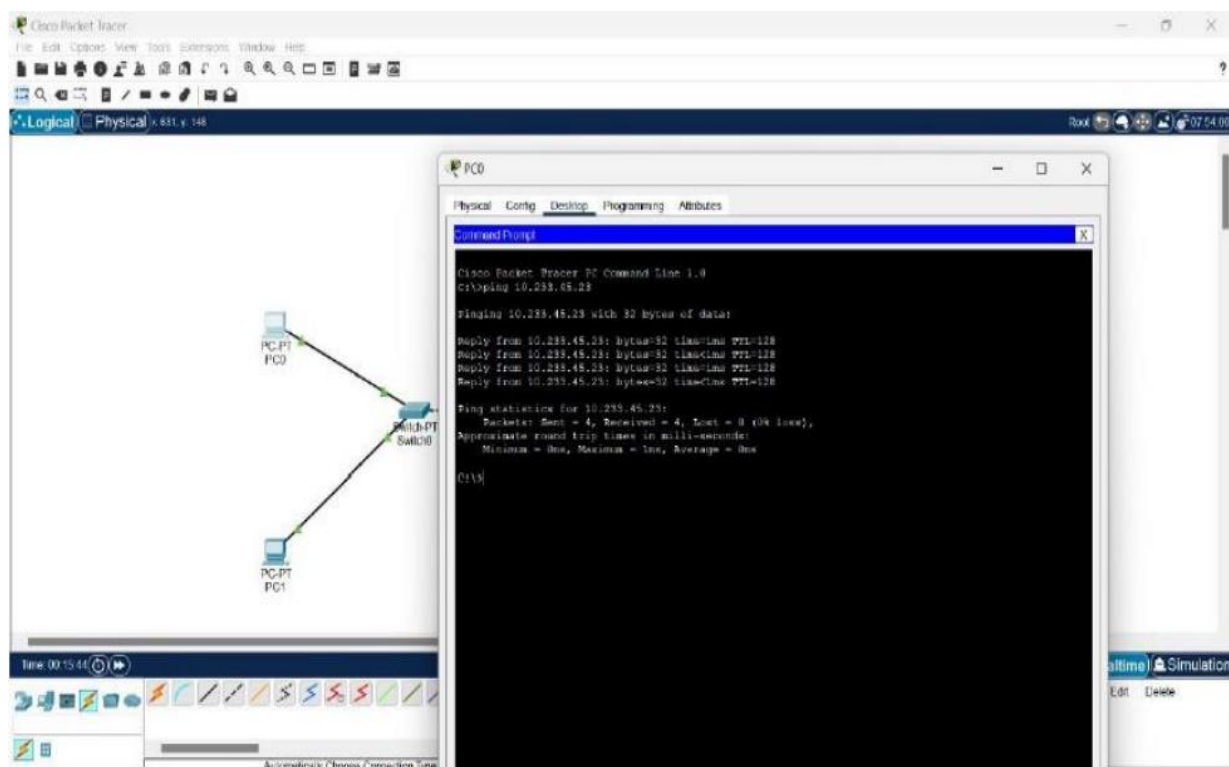 Cisco Packet Tracer
File Edit Options View Tools Extensions Window Help
?
Logical Physical x: 631, y: 148
Root 07:54:00
PC0
Physical Config Desktop Programming Attributes
Command Prompt X
Cisco Packet Tracer PC Command Line 1.0
C:\>ping 10.233.45.23
Pinging 10.233.45.23 with 32 bytes of data:
Reply from 10.233.45.23: bytes=32 time=1ms TTL=128
Reply from 10.233.45.23: bytes=32 time<1ms TTL=128
Reply from 10.233.45.23: bytes=32 time<1ms TTL=128
Reply from 10.233.45.23: bytes=32 time<1ms TTL=128
Ping statistics for 10.233.45.23:
Packets: Sent = 4, Received = 4, Lost = 0 (0% loss),
Approximate round trip times in milli-seconds:
Minimum = 0ms, Maximum = 1ms, Average = 0ms
C:\>
PC-PT
PC0
Switch-PT
Switch0
PC-PT
PC1
Time: 00:15:44
altime Simulation
Edit Delete
Automatically Choose Connection Type